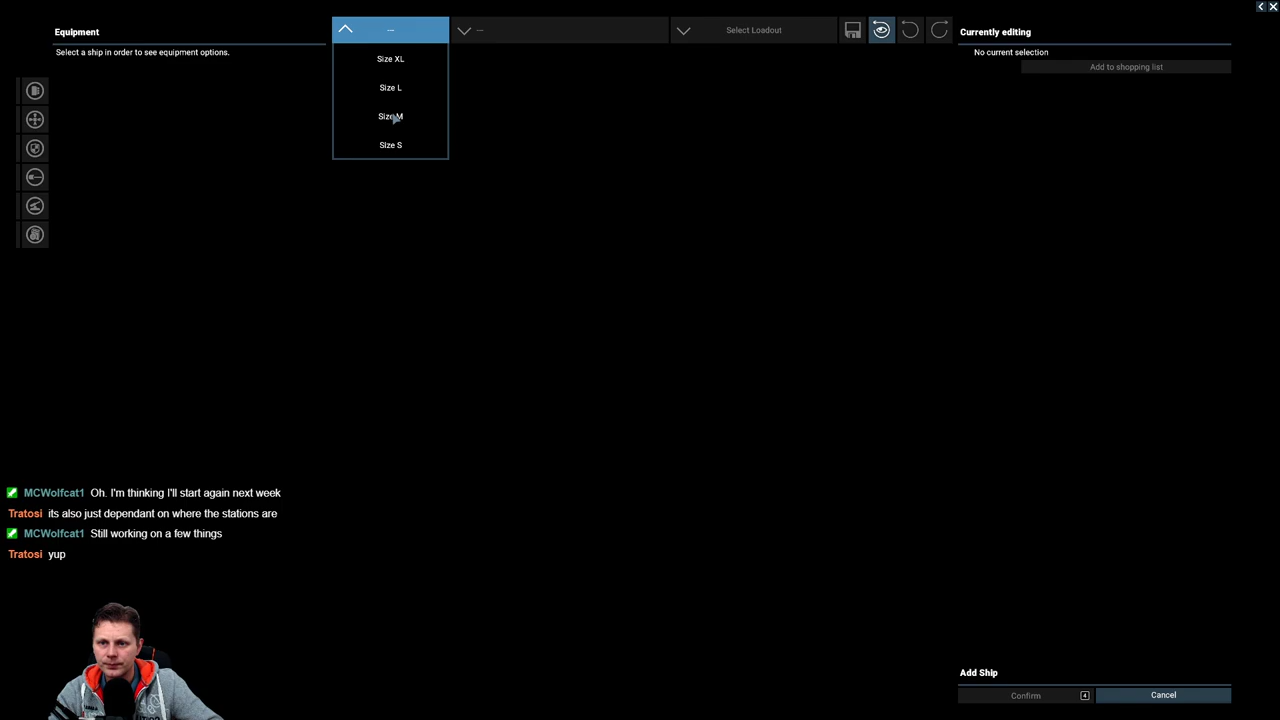 Equipment
Select a ship in order to see equipment options.
—
Size XL
Size L
Size M
Size S
—
Select Loadout
Currently editing
No current selection
Add to shopping list
MCWolfcat1 Oh. I'm thinking I'll start again next week
Tratosi its also just dependant on where the stations are
MCWolfcat1 Still working on a few things
Tratosi yup
Add Ship
Confirm 4
Cancel